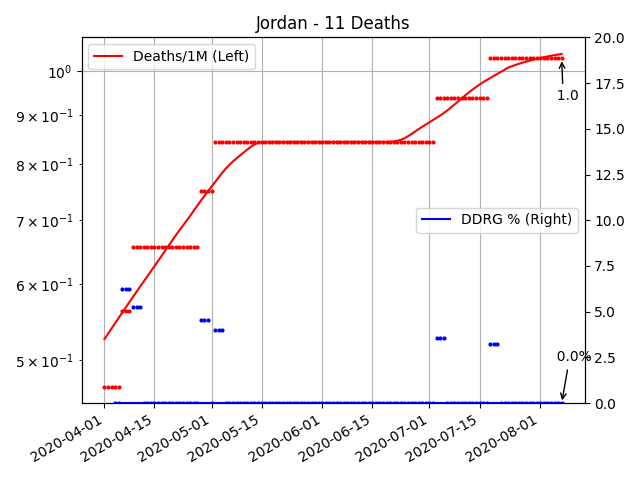 Jordan - 11 Deaths
Deaths/1M (Left)
DDRG % (Right)
10⁰
9 × 10⁻¹
8 × 10⁻¹
7 × 10⁻¹
6 × 10⁻¹
5 × 10⁻¹
20.0
17.5
15.0
12.5
10.0
7.5
5.0
2.5
0.0
1.0
0.0%
2020-04-01
2020-04-15
2020-05-01
2020-05-15
2020-06-01
2020-06-15
2020-07-01
2020-07-15
2020-08-01